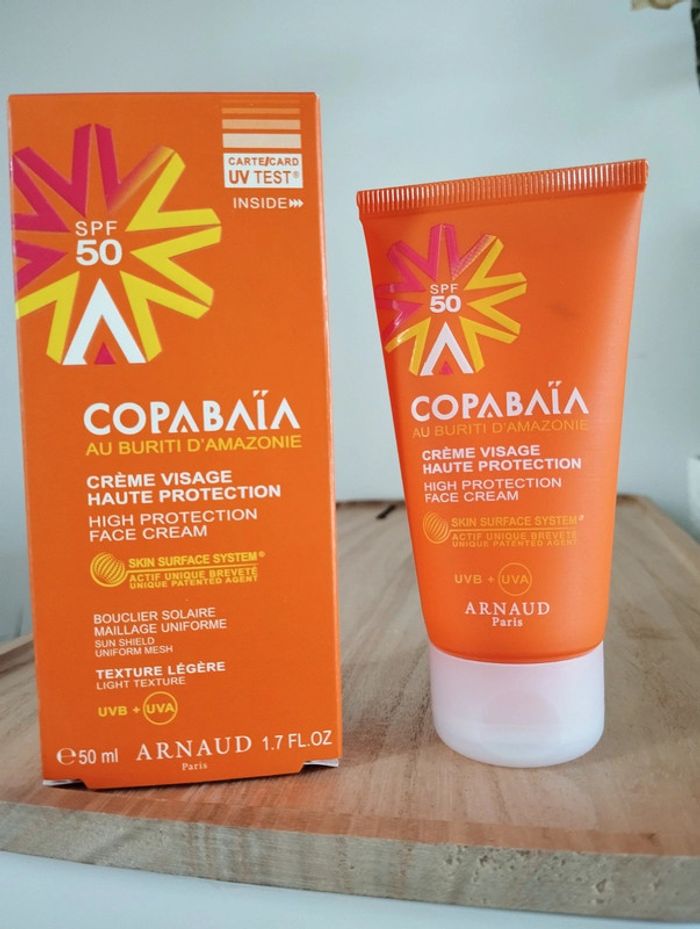 CARTE/CARD
UV TEST®
INSIDE
SPF
50
COPABAÏA
AU BURITI D'AMAZONIE
CRÈME VISAGE
HAUTE PROTECTION
HIGH PROTECTION
FACE CREAM
SKIN SURFACE SYSTEM®
ACTIF UNIQUE BREVETÉ
UNIQUE PATENTED AGENT
BOUCLIER SOLAIRE
MAILLAGE UNIFORME
SUN SHIELD
UNIFORM MESH
TEXTURE LÉGÈRE
LIGHT TEXTURE
UVB + UVA
e 50 ml ARNAUD 1.7 FL.OZ
Paris
SPF
50
COPABAÏA
AU BURITI D'AMAZONIE
CRÈME VISAGE
HAUTE PROTECTION
HIGH PROTECTION
FACE CREAM
SKIN SURFACE SYSTEM®
ACTIF UNIQUE BREVETÉ
UNIQUE PATENTED AGENT
UVB + UVA
ARNAUD
Paris